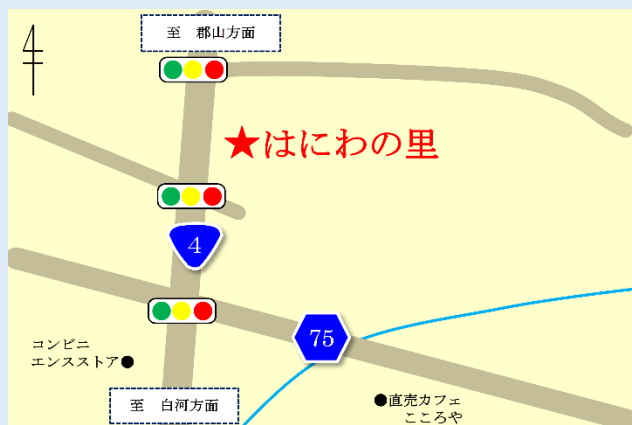 至　郡山方面
★はにわの里
4
75
コンビニ
エンスストア●
至　白河方面
●直売カフェ
こころや